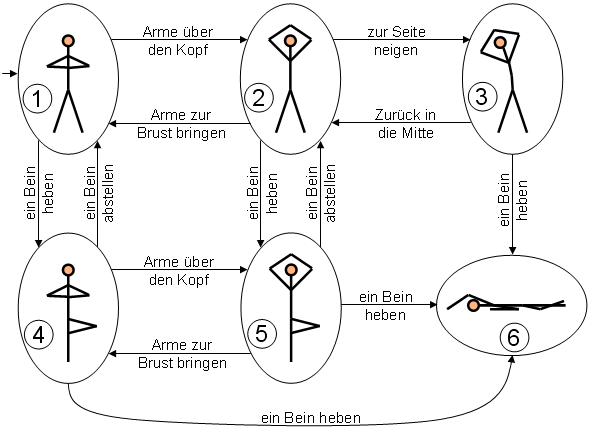 Arme über
den Kopf
zur Seite
neigen
1
2
3
Arme zur
Brust bringen
Zurück in
die Mitte
ein Bein
heben
ein Bein
abstellen
ein Bein
heben
ein Bein
abstellen
ein Bein
heben
Arme über
den Kopf
ein Bein
heben
4
5
6
Arme zur
Brust bringen
ein Bein heben